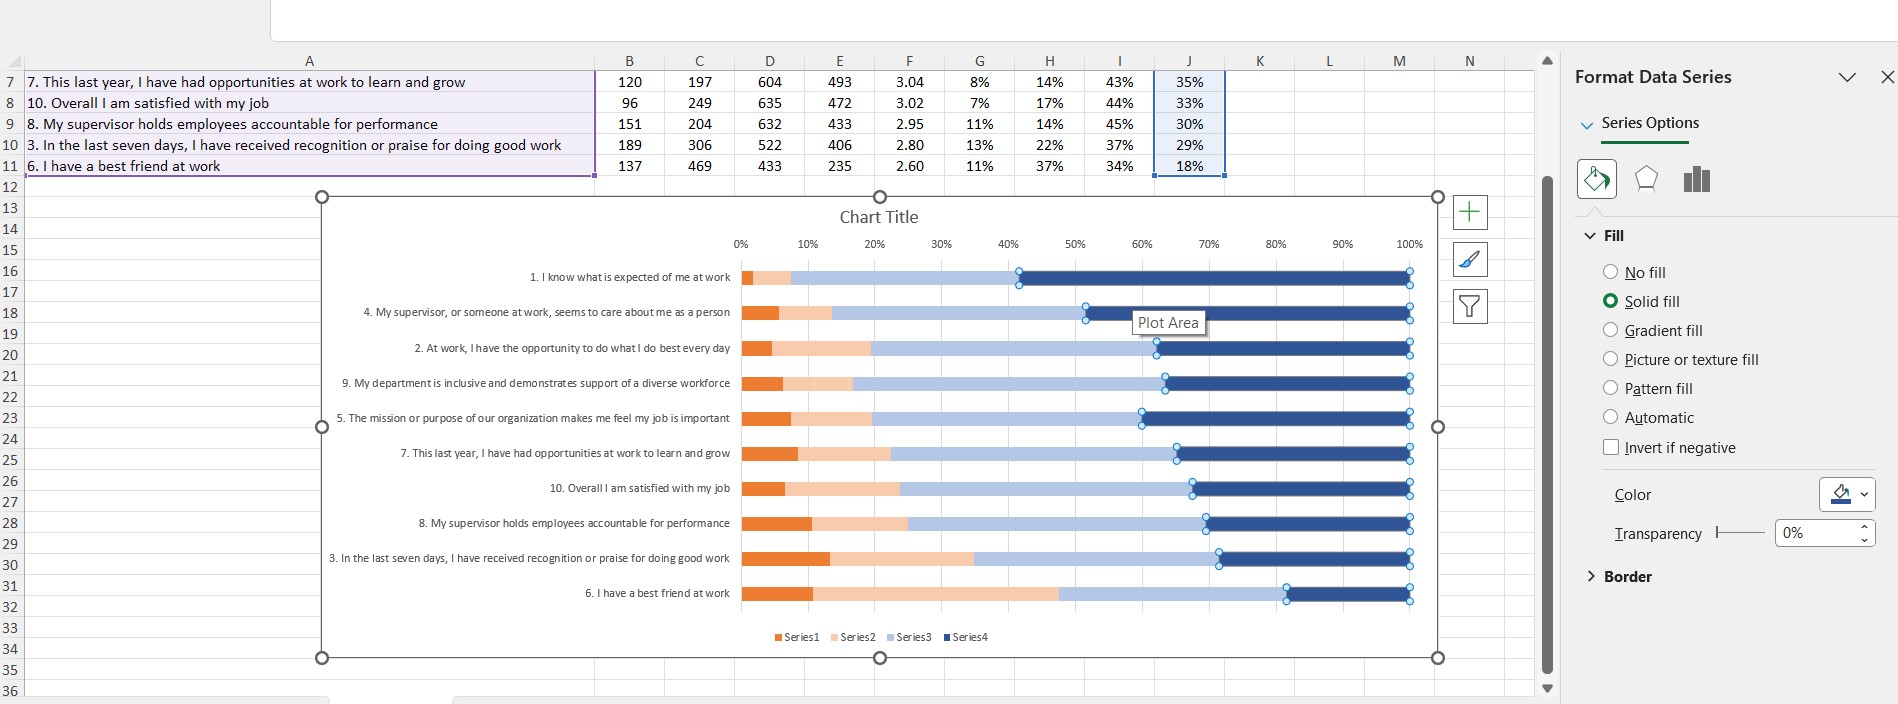 A B C D E F G H I J K L M N
7 7. This last year, I have had opportunities at work to learn and grow 120 197 604 493 3.04 8% 14% 43% 35%
8 10. Overall I am satisfied with my job 96 249 635 472 3.02 7% 17% 44% 33%
9 8. My supervisor holds employees accountable for performance 151 204 632 433 2.95 11% 14% 45% 30%
10 3. In the last seven days, I have received recognition or praise for doing good work 189 306 522 406 2.80 13% 22% 37% 29%
11 6. I have a best friend at work 137 469 433 235 2.60 11% 37% 34% 18%
12
13
14
15
16
17
18
19
20
21
22
23
24
25
26
27
28
29
30
31
32
33
34
35
36
Chart Title
0% 10% 20% 30% 40% 50% 60% 70% 80% 90% 100%
1. I know what is expected of me at work
4. My supervisor, or someone at work, seems to care about me as a person
Plot Area
2. At work, I have the opportunity to do what I do best every day
9. My department is inclusive and demonstrates support of a diverse workforce
5. The mission or purpose of our organization makes me feel my job is important
7. This last year, I have had opportunities at work to learn and grow
10. Overall I am satisfied with my job
8. My supervisor holds employees accountable for performance
3. In the last seven days, I have received recognition or praise for doing good work
6. I have a best friend at work
Series1 Series2 Series3 Series4
Format Data Series
Series Options
Fill
No fill
Solid fill
Gradient fill
Picture or texture fill
Pattern fill
Automatic
Invert if negative
Color
Transparency 0%
Border